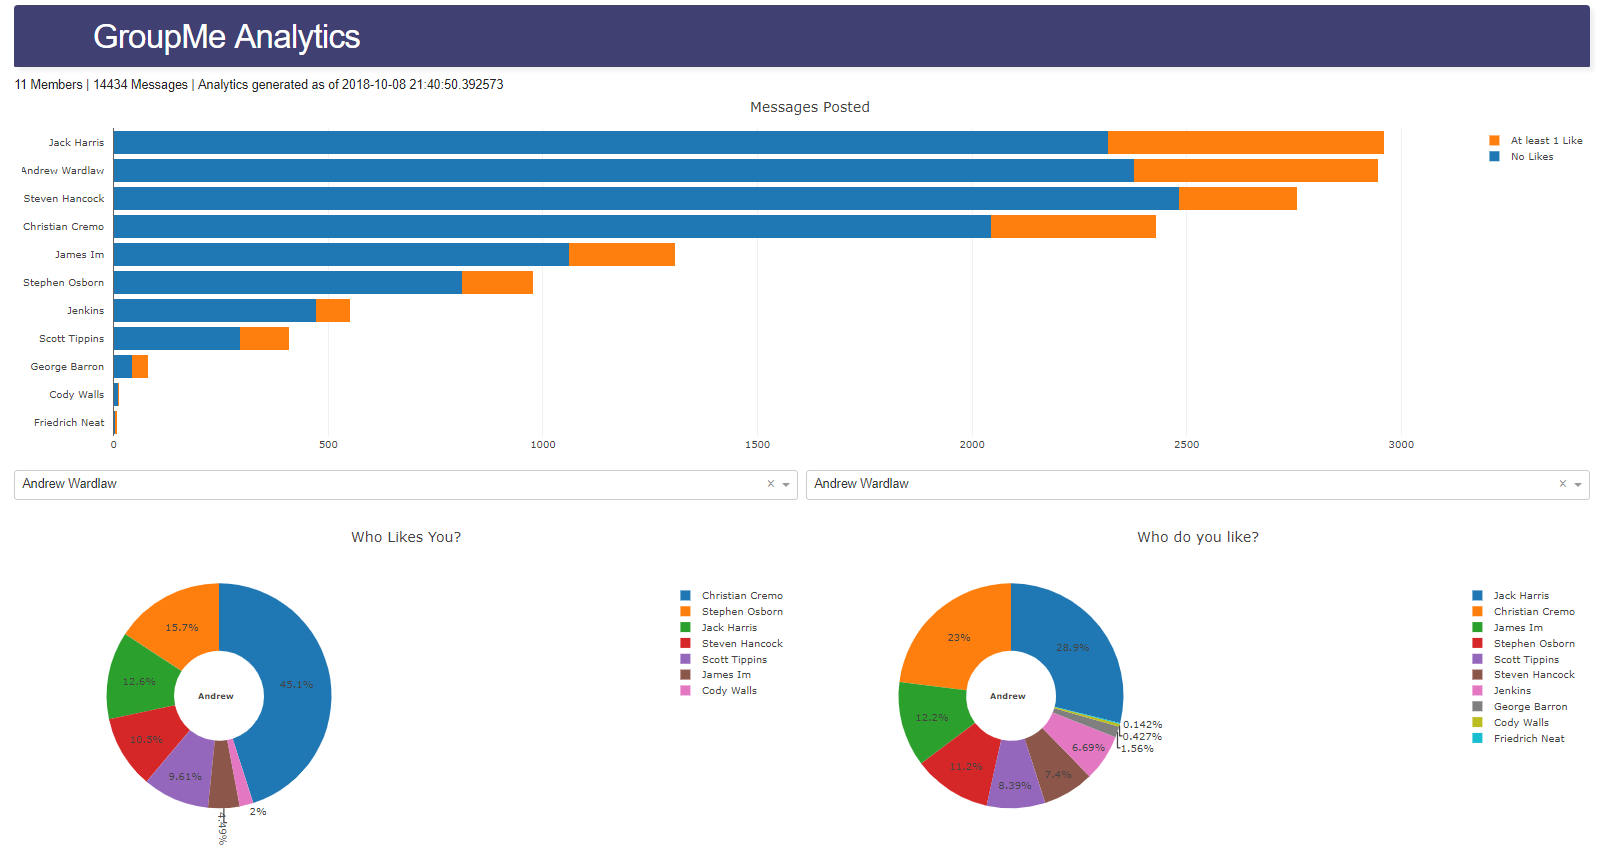 GroupMe Analytics
11 Members | 14434 Messages | Analytics generated as of 2018-10-08 21:40:50.392573
Messages Posted
Jack Harris
Andrew Wardlaw
Steven Hancock
Christian Cremo
James Im
Stephen Osborn
Jenkins
Scott Tippins
George Barron
Cody Walls
Friedrich Neat
0 500 1000 1500 2000 2500 3000
At least 1 Like
No Likes
Andrew Wardlaw ×
Andrew Wardlaw ×
Who Likes You?
45.1%
15.7%
12.6%
10.5%
9.61%
4.49%
2%
Andrew
Christian Cremo
Stephen Osborn
Jack Harris
Steven Hancock
Scott Tippins
James Im
Cody Walls
Who do you like?
28.9%
23%
12.2%
11.2%
8.39%
7.4%
6.69%
1.56%
0.427%
0.142%
Andrew
Jack Harris
Christian Cremo
James Im
Stephen Osborn
Scott Tippins
Steven Hancock
Jenkins
George Barron
Cody Walls
Friedrich Neat